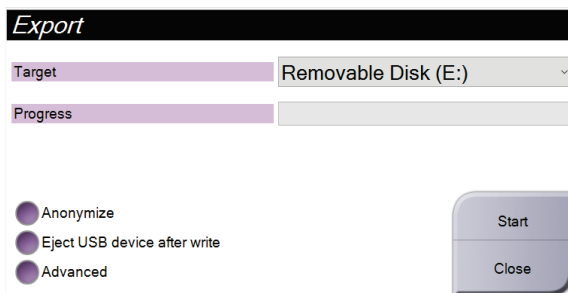 Export
Target
Removable Disk (E:)
Progress
Anonymize
Eject USB device after write
Advanced
Start
Close